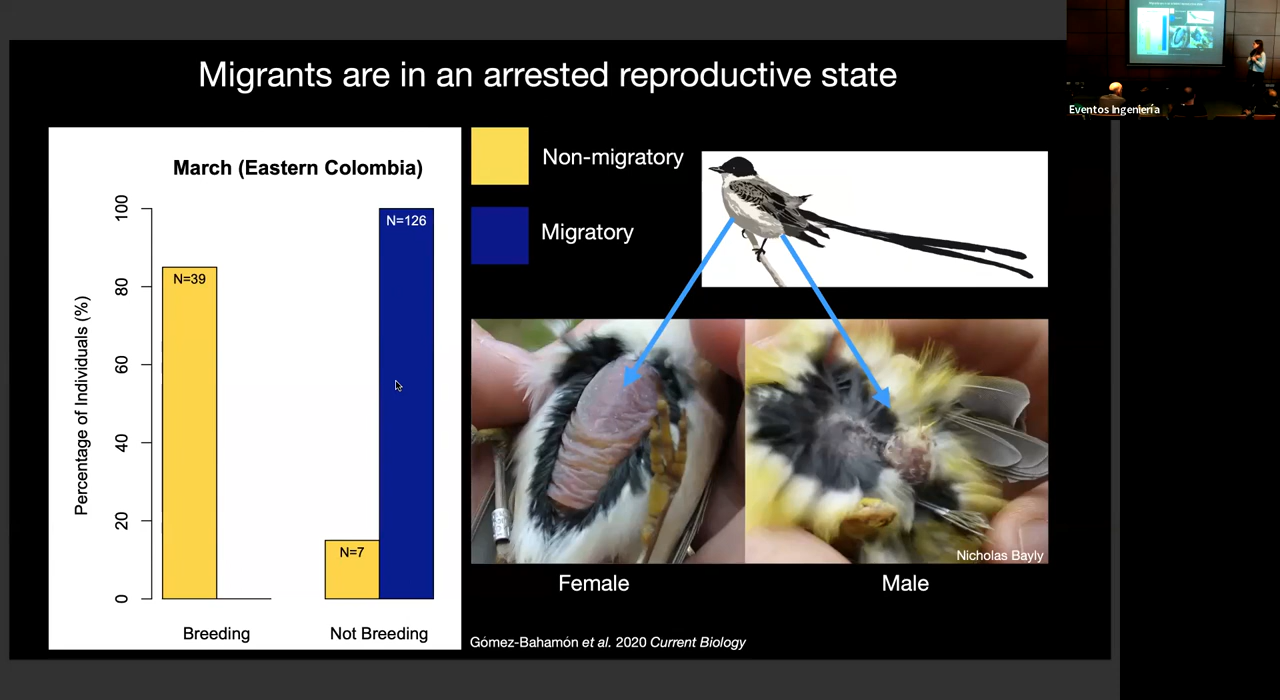 Migrants are in an arrested reproductive state
Eventos Ingeniería
March (Eastern Colombia)
Percentage of Individuals (%)
100
80
60
40
20
0
N=39
N=126
N=7
Breeding
Not Breeding
Non-migratory
Migratory
Nicholas Bayly
Female
Male
Gómez-Bahamón et al. 2020 Current Biology